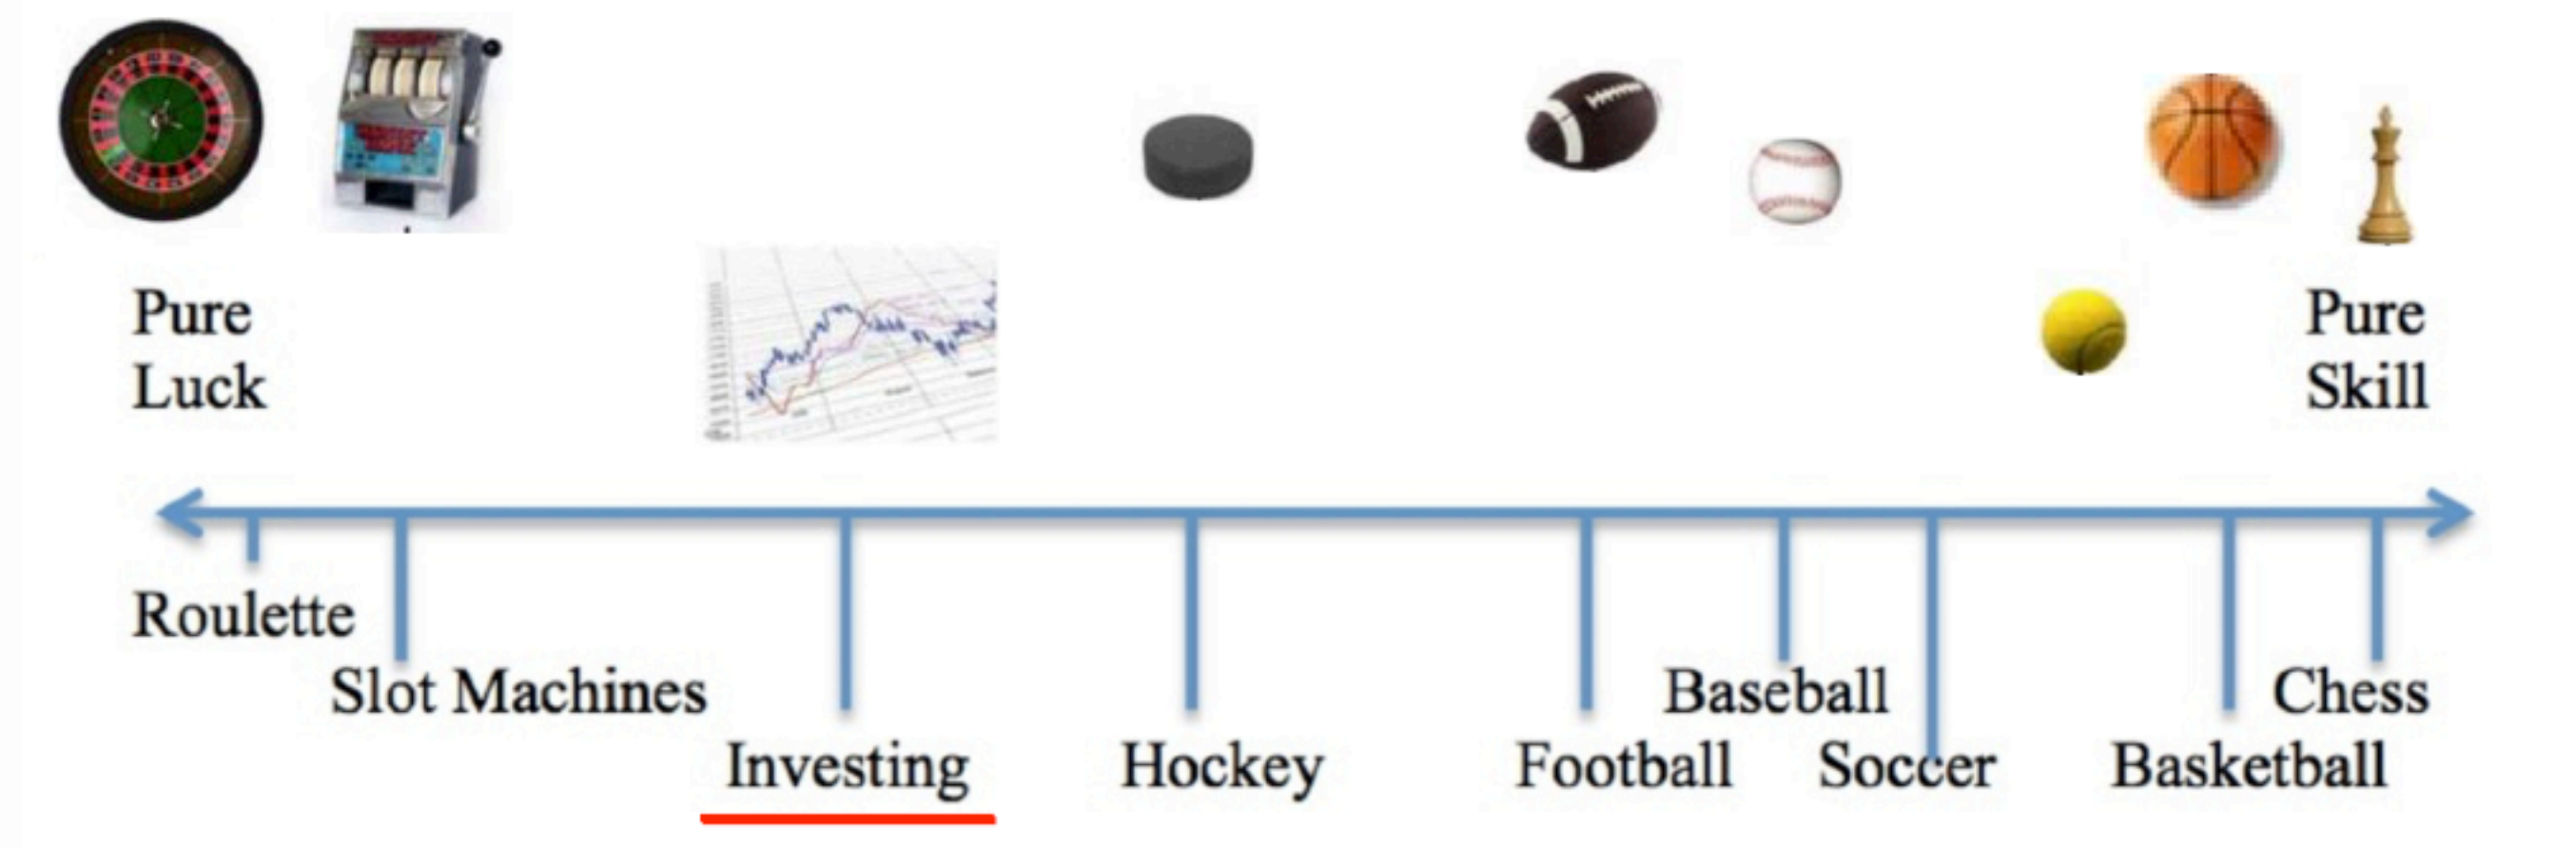 Pure
Luck
Pure
Skill
Roulette
Slot Machines
Investing
Hockey
Football
Baseball
Soccer
Basketball
Chess